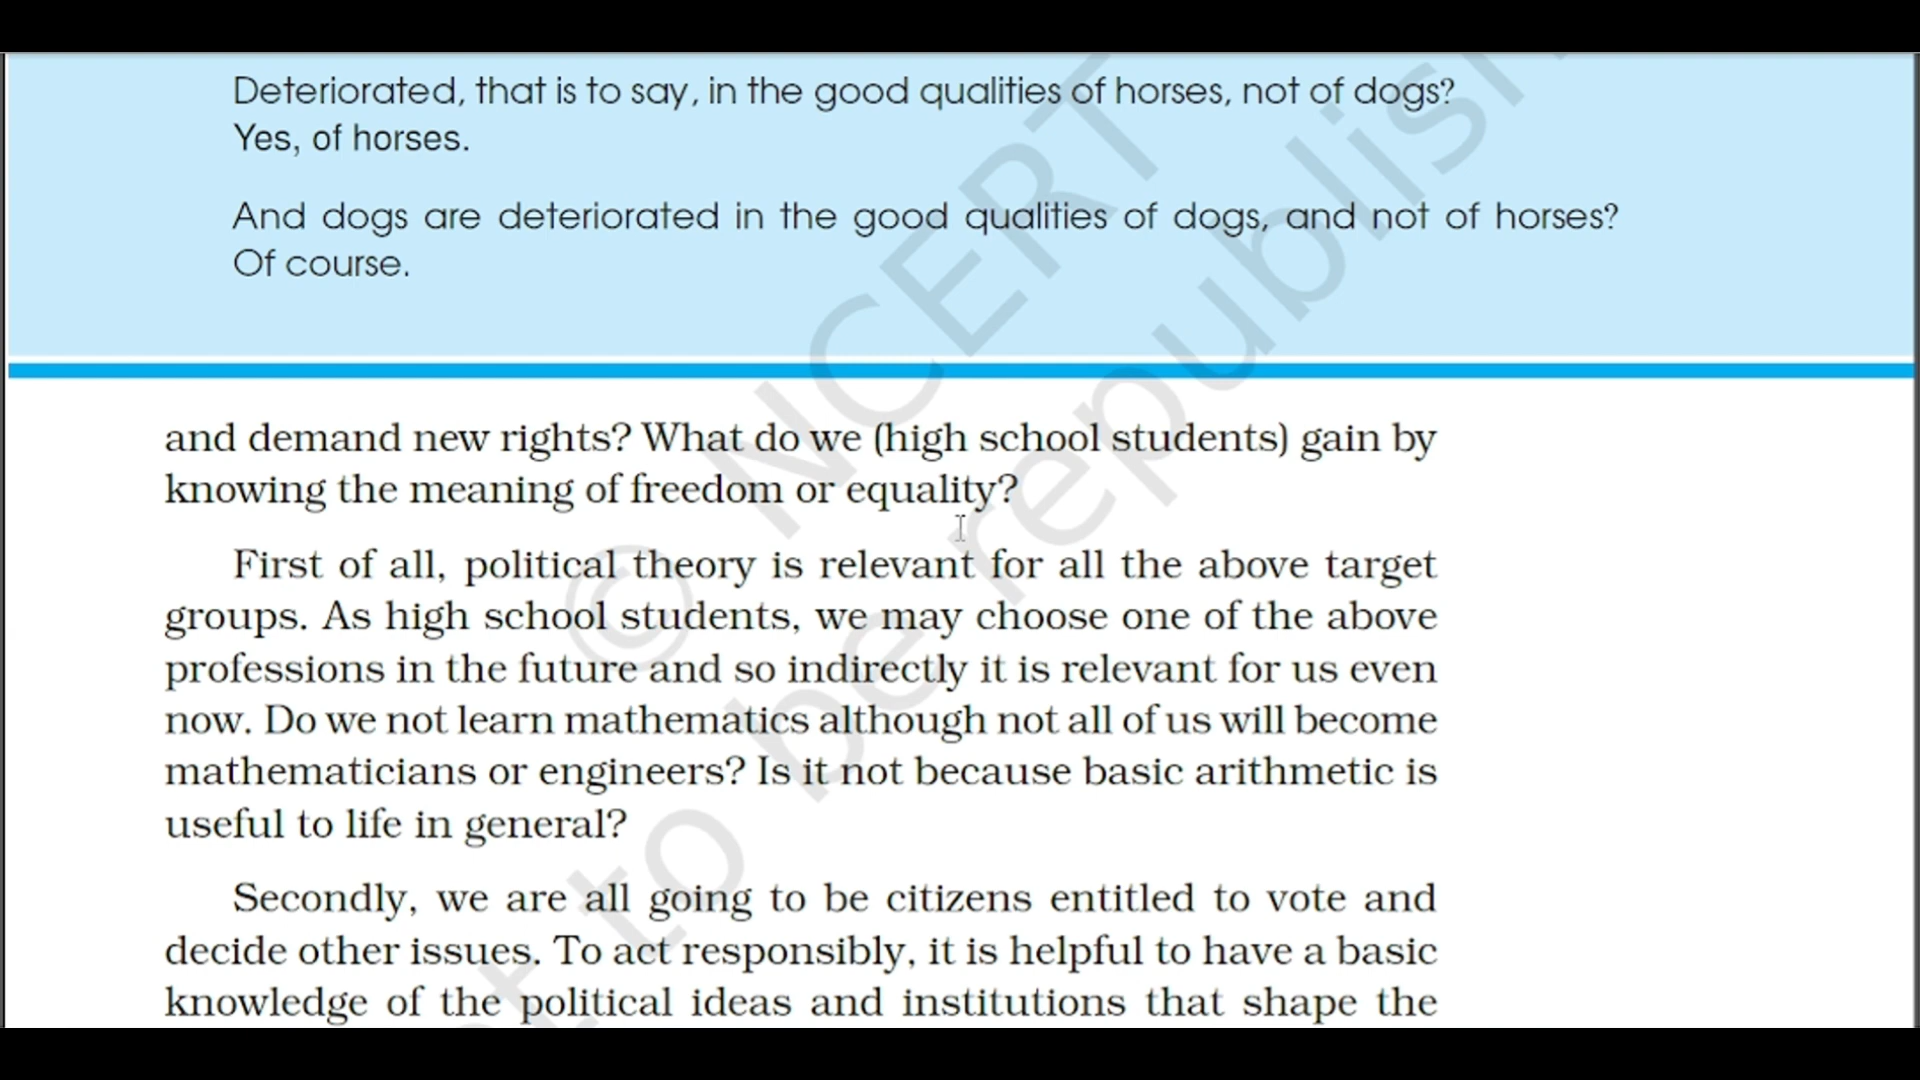 Deteriorated, that is to say, in the good qualities of horses, not of dogs?
Yes, of horses.
And dogs are deteriorated in the good qualities of dogs, and not of horses?
Of course.
and demand new rights? What do we (high school students) gain by
knowing the meaning of freedom or equality?
First of all, political theory is relevant for all the above target
groups. As high school students, we may choose one of the above
professions in the future and so indirectly it is relevant for us even
now. Do we not learn mathematics although not all of us will become
mathematicians or engineers? Is it not because basic arithmetic is
useful to life in general?
Secondly, we are all going to be citizens entitled to vote and
decide other issues. To act responsibly, it is helpful to have a basic
knowledge of the political ideas and institutions that shape the
© NCERT
to be republish